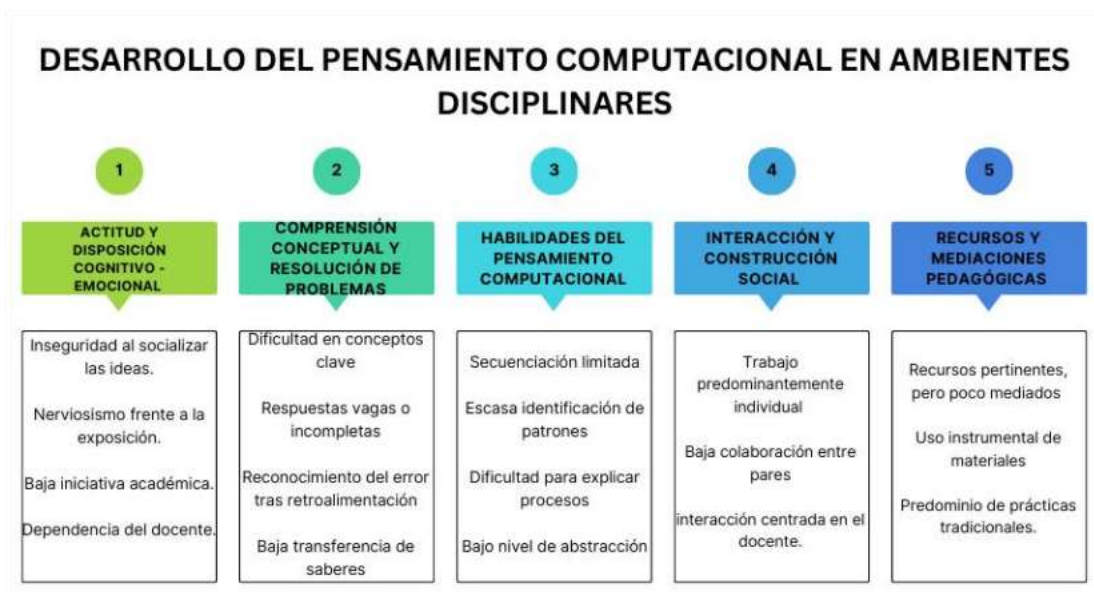 DESARROLLO DEL PENSAMIENTO COMPUTACIONAL EN AMBIENTES
DISCIPLINARES
1
ACTITUD Y
DISPOSICIÓN
COGNITIVO -
EMOCIONAL
Inseguridad al socializar
las ideas.
Nerviosismo frente a la
exposición.
Baja iniciativa académica.
Dependencia del docente.
2
COMPRENSIÓN
CONCEPTUAL Y
RESOLUCIÓN DE
PROBLEMAS
Dificultad en conceptos
clave
Respuestas vagas o
incompletas
Reconocimiento del error
tras retroalimentación
Baja transferencia de
saberes
3
HABILIDADES DEL
PENSAMIENTO
COMPUTACIONAL
Secuenciación limitada
Escasa identificación de
patrones
Dificultad para explicar
procesos
Bajo nivel de abstracción
4
INTERACCIÓN Y
CONSTRUCCIÓN
SOCIAL
Trabajo
predominantemente
individual
Baja colaboración entre
pares
interacción centrada en el
docente.
5
RECURSOS Y
MEDIACIONES
PEDAGÓGICAS
Recursos pertinentes,
pero poco mediados
Uso instrumental de
materiales
Predominio de prácticas
tradicionales.